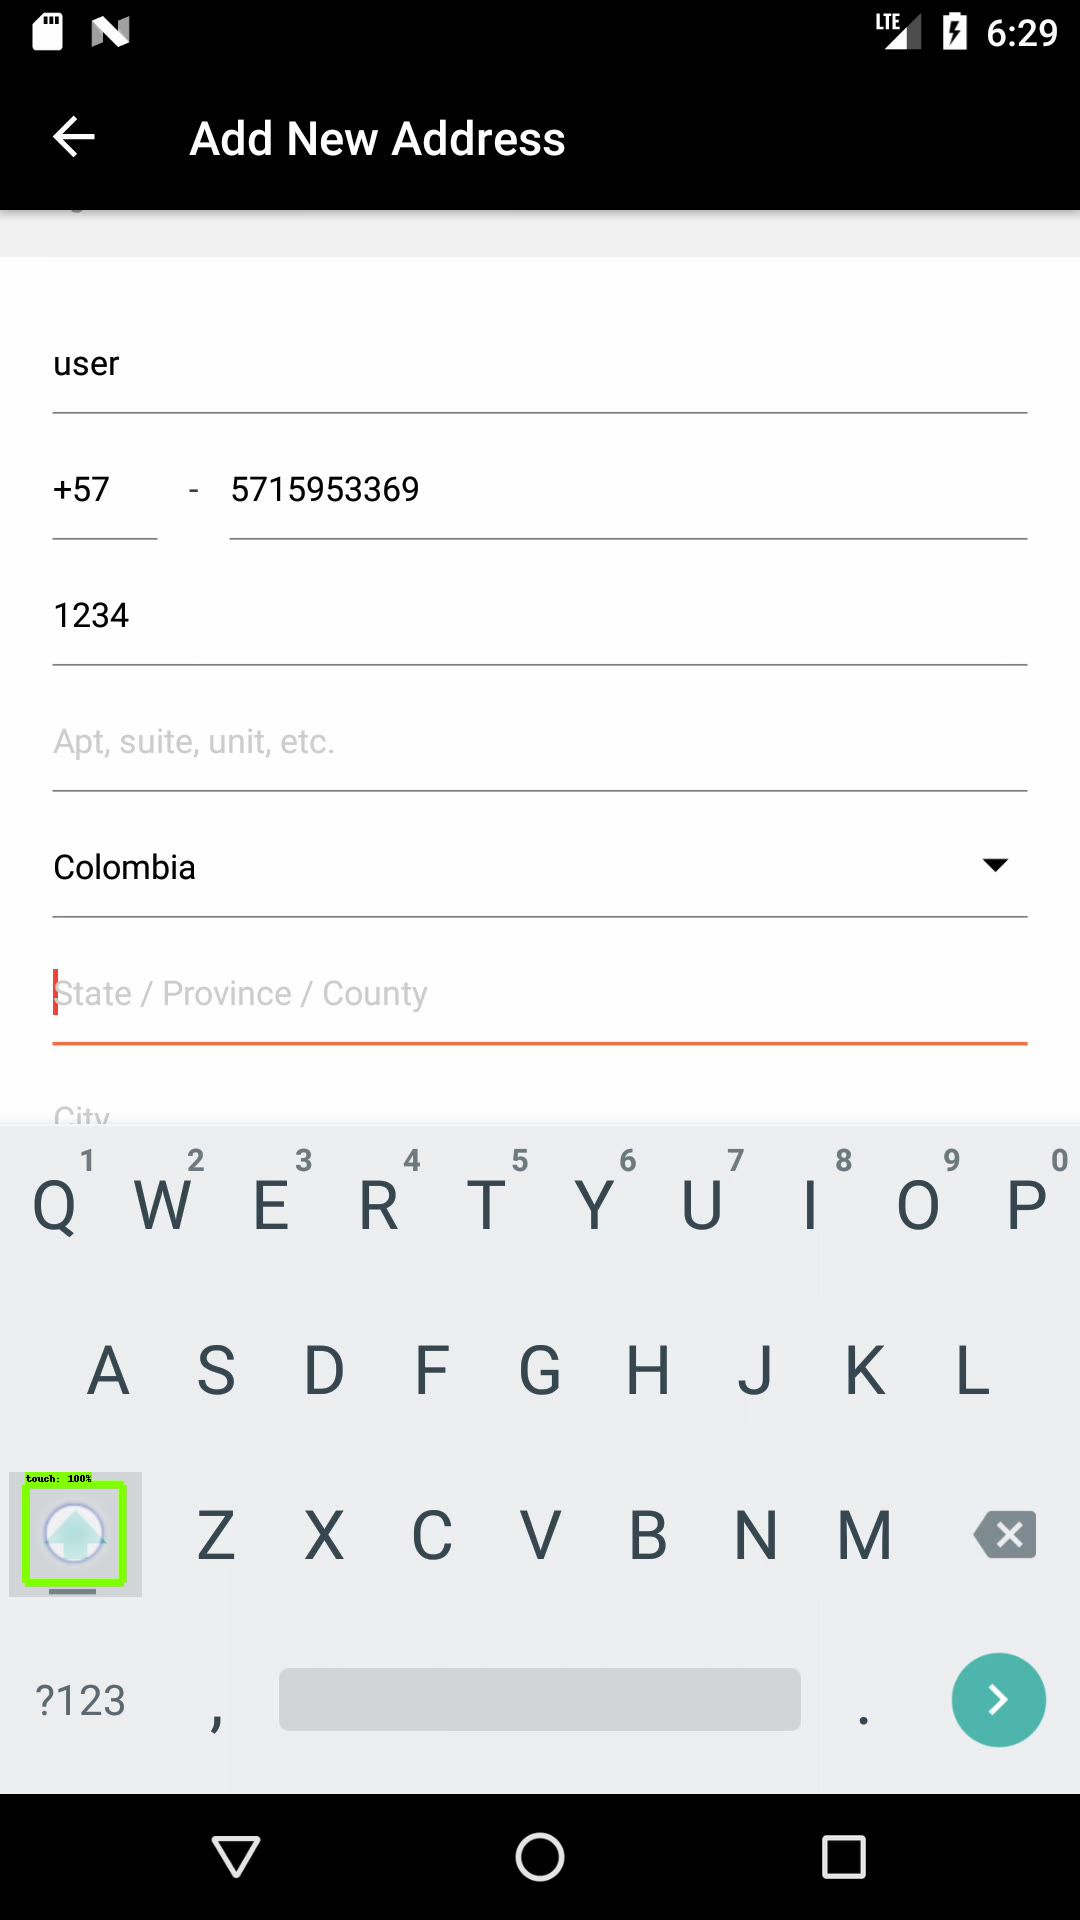 LTE 6:29
Add New Address
user
+57 - 5715953369
1234
Apt, suite, unit, etc.
Colombia
State / Province / County
City
1 2 3 4 5 6 7 8 9 0
Q W E R T Y U I O P
A S D F G H J K L
touch: 100%
Z X C V B N M
?123 , .